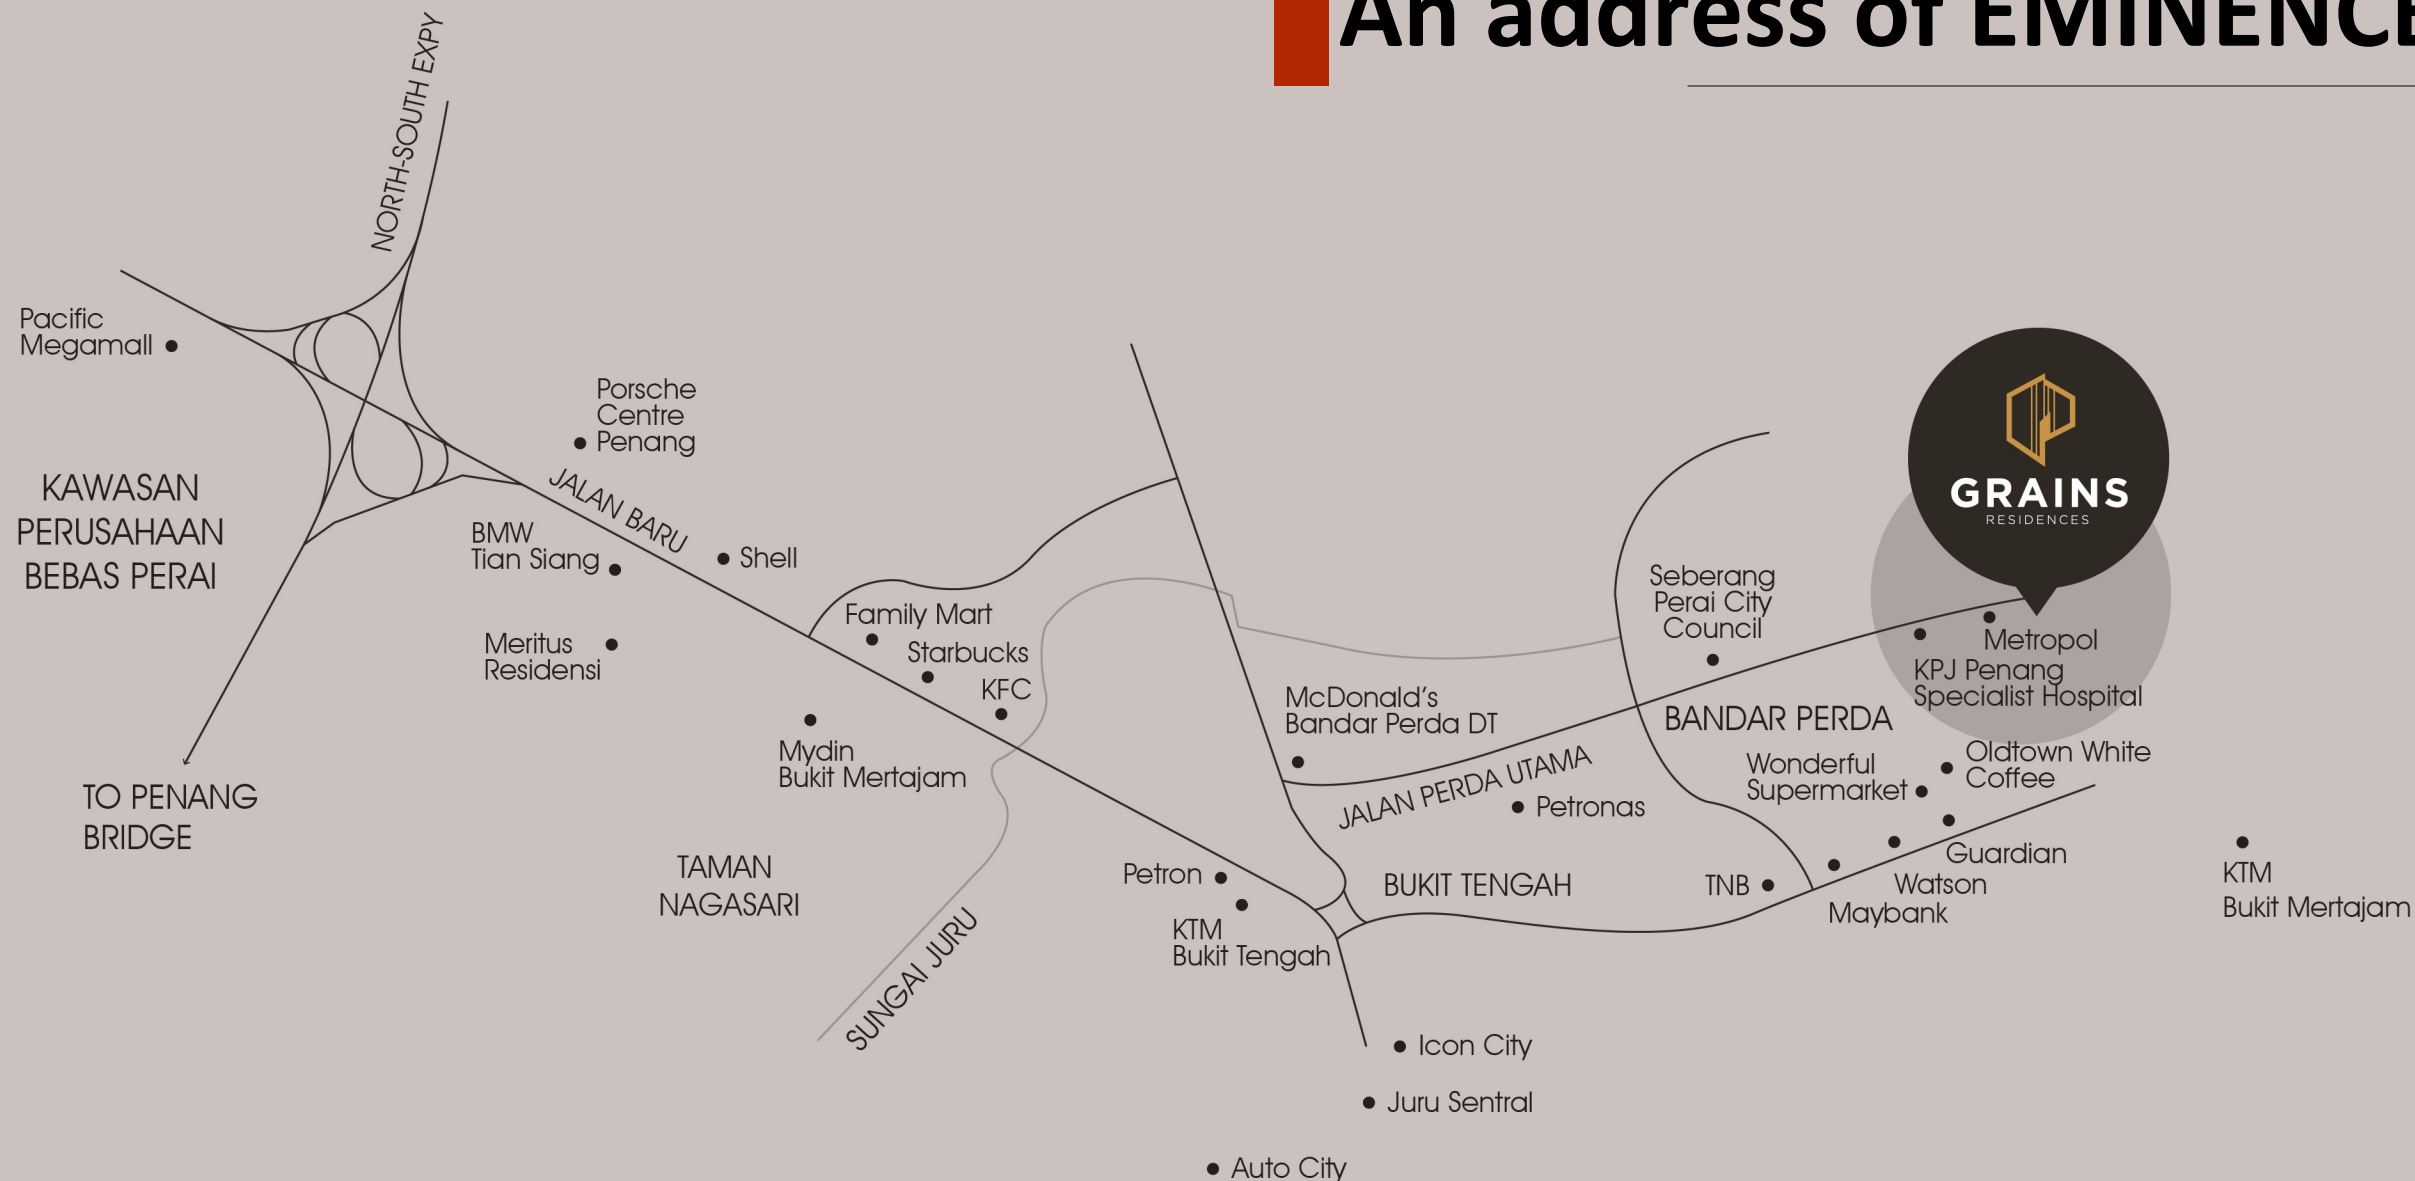 An address of EMINENCE
NORTH-SOUTH EXPY
Pacific
Megamall
Porsche
Centre
Penang
GRAINS
RESIDENCES
KAWASAN
PERUSAHAAN
BEBAS PERAI
JALAN BARU
BMW
Tian Siang
Shell
Seberang
Perai City
Council
Family Mart
Meritus
Residensi
Starbucks
KFC
Metropol
KPJ Penang
Specialist Hospital
McDonald's
Bandar Perda DT
BANDAR PERDA
Mydin
Bukit Mertajam
JALAN PERDA UTAMA
Wonderful
Supermarket
Oldtown White
Coffee
TO PENANG
BRIDGE
Petronas
TAMAN
NAGASARI
Petron
BUKIT TENGAH
TNB
Guardian
Watson
Maybank
KTM
Bukit Mertajam
SUNGAI JURU
KTM
Bukit Tengah
Icon City
Juru Sentral
Auto City